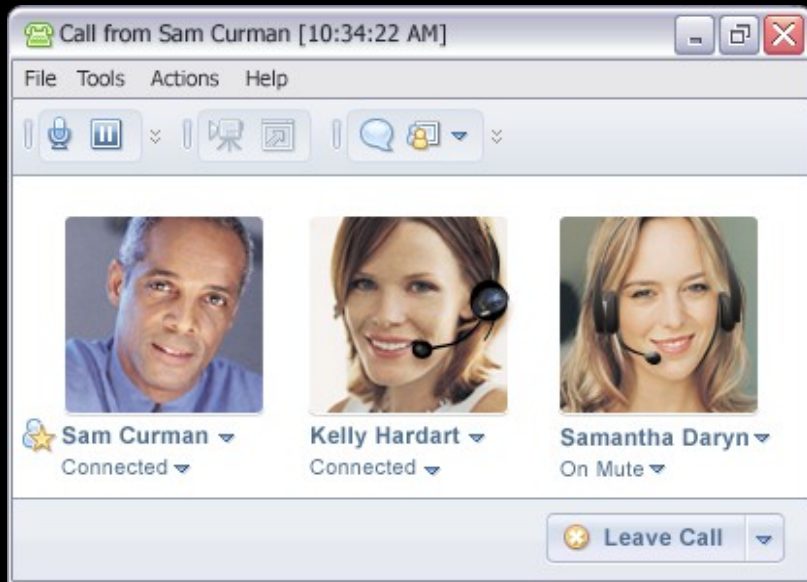 Call from Sam Curman [10:34:22 AM]
File Tools Actions Help
Sam Curman Kelly Hardart Samantha Daryn
Connected Connected On Mute
Leave Call